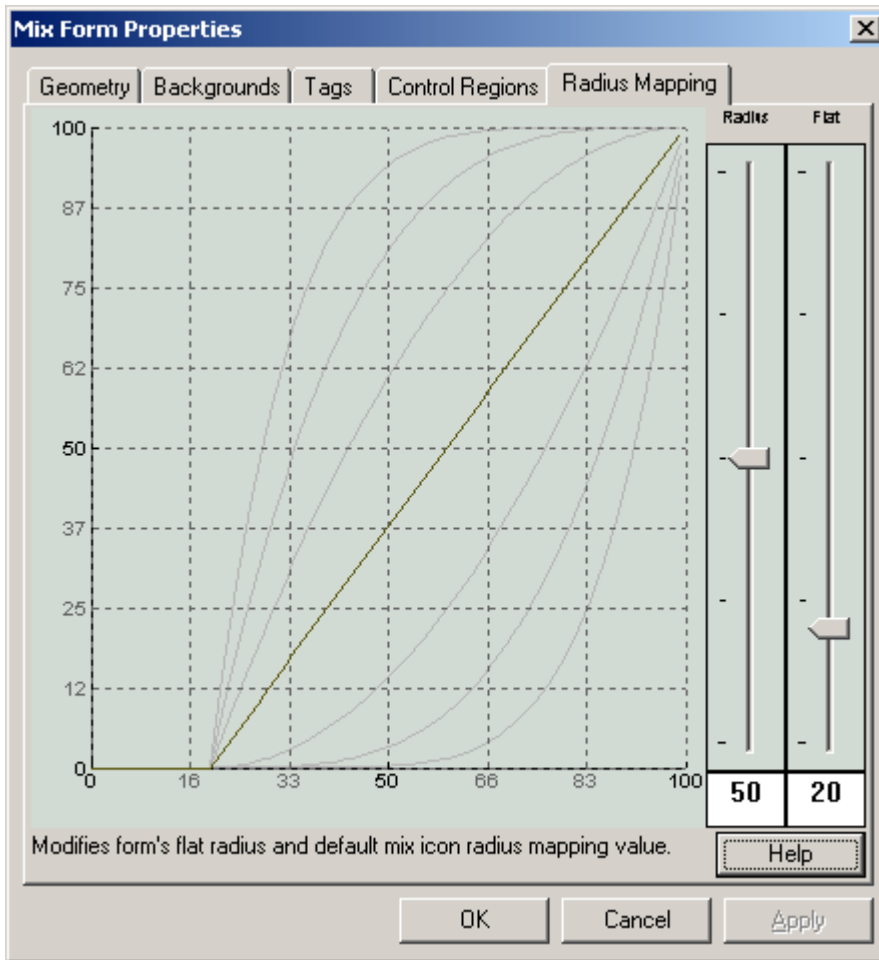 Mix Form Properties
Geometry Backgrounds Tags Control Regions Radius Mapping
Radius Flat
100
87
75
62
50
37
25
12
0
0 16 33 50 66 83 100
50 20
Modifies form's flat radius and default mix icon radius mapping value.
Help
OK Cancel Apply